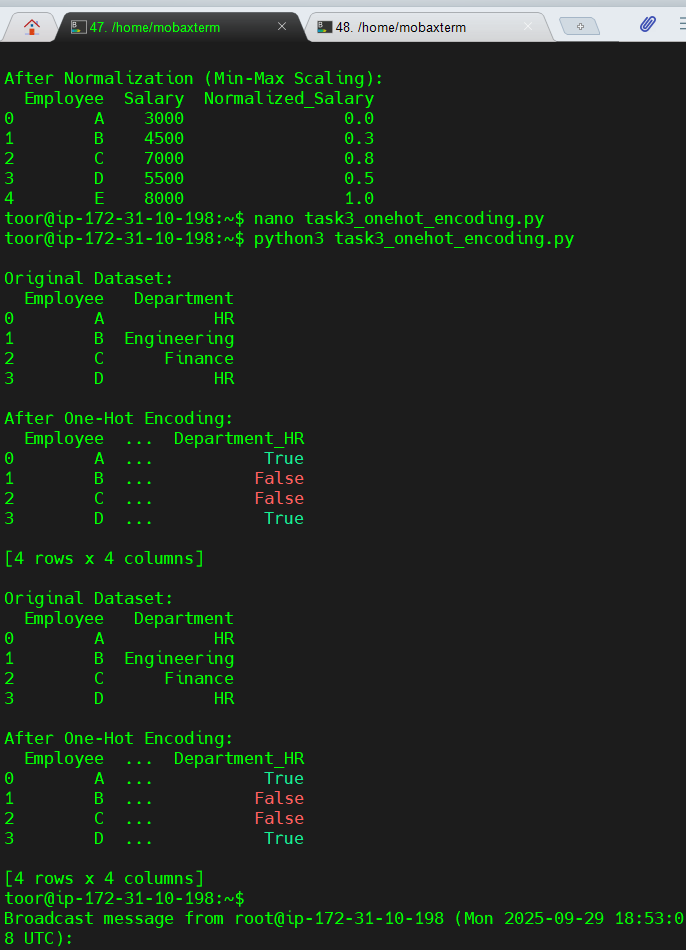 47. /home/mobaxterm
48. /home/mobaxterm
After Normalization (Min-Max Scaling):
  Employee  Salary  Normalized_Salary
0        A    3000                0.0
1        B    4500                0.3
2        C    7000                0.8
3        D    5500                0.5
4        E    8000                1.0
toor@ip-172-31-10-198:~$ nano task3_onehot_encoding.py
toor@ip-172-31-10-198:~$ python3 task3_onehot_encoding.py
Original Dataset:
  Employee   Department
0        A           HR
1        B  Engineering
2        C      Finance
3        D           HR
After One-Hot Encoding:
  Employee  ...  Department_HR
0        A  ...           True
1        B  ...          False
2        C  ...          False
3        D  ...           True
[4 rows x 4 columns]
Original Dataset:
  Employee   Department
0        A           HR
1        B  Engineering
2        C      Finance
3        D           HR
After One-Hot Encoding:
  Employee  ...  Department_HR
0        A  ...           True
1        B  ...          False
2        C  ...          False
3        D  ...           True
[4 rows x 4 columns]
toor@ip-172-31-10-198:~$
Broadcast message from root@ip-172-31-10-198 (Mon 2025-09-29 18:53:0
8 UTC):